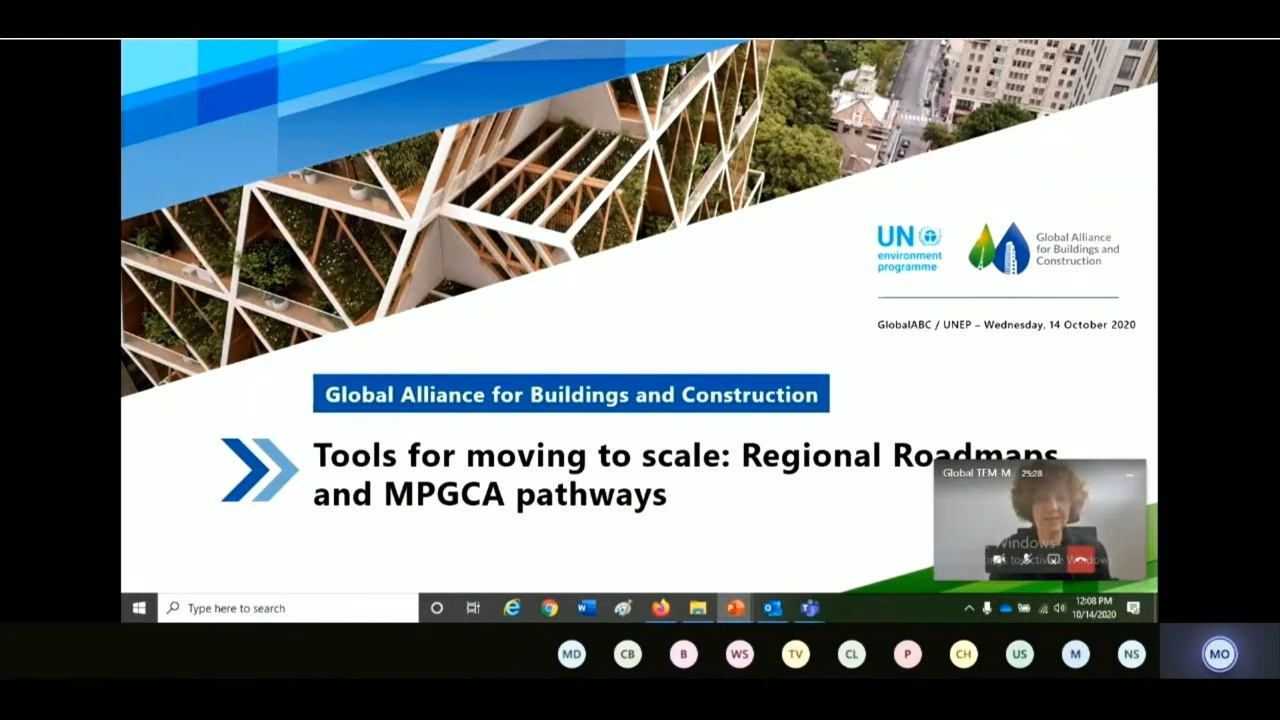 UN
environment
programme
Global Alliance
for Buildings and
Construction
GlobalABC / UNEP – Wednesday, 14 October 2020
Global Alliance for Buildings and Construction
Tools for moving to scale: Regional Roadmaps
and MPGCA pathways
Global TEM-M
25:28
Windows
Type here to search
12:08 PM
10/14/2020
MD CB B WS TV CL P CH US M NS MO